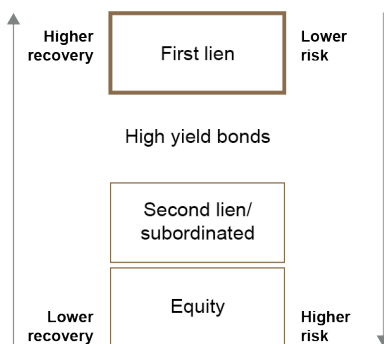 Higher
recovery
First lien
Lower
risk
High yield bonds
Second lien/
subordinated
Lower
recovery
Equity
Higher
risk